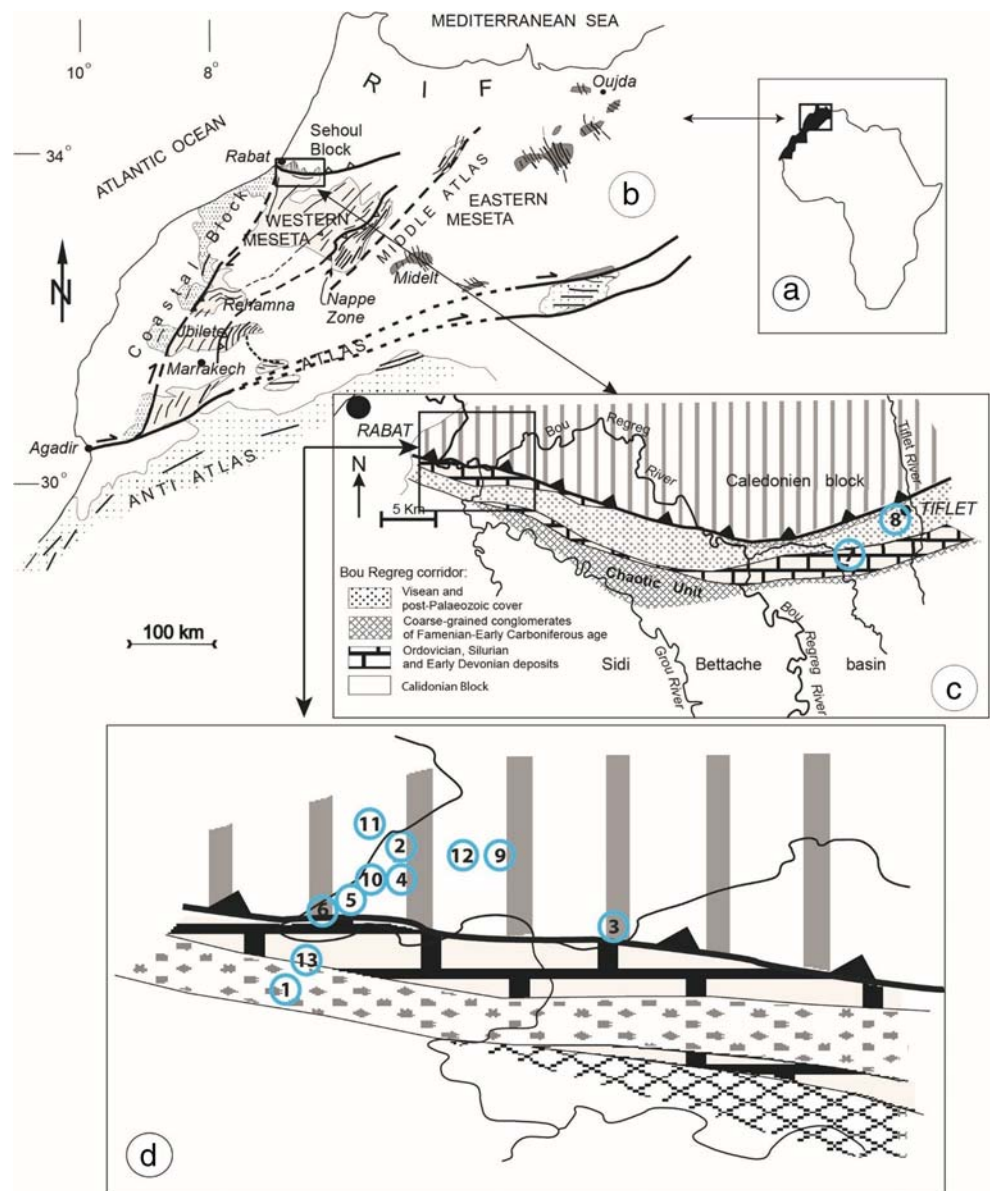 MEDITERRANEAN SEA
10°
8°
R I F
Oujda
ATLANTIC OCEAN
Sehoul
Block
34°
Rabat
b
EASTERN
MESETA
WESTERN
MESETA
MIDDLE ATLAS
Coastal Block
Midelt
N
Nappe
Zone
Rehamna
Jbilete
Marrakech
ATLAS
Agadir
30°
ANTI ATLAS
100 km
a
RABAT
N
Bou
Regreg
River
Tiflet River
Caledonien block
TIFLET
8
7
5 Km
Chaotic Unit
Bou Regreg corridor:
Visean and
post-Palaeozoic cover
Coarse-grained conglomerates
of Famenian-Early Carboniferous age
Ordovician, Silurian
and Early Devonian deposits
Calidonian Block
Grou River
Bou
Regreg
River
Sidi Bettache basin
c
11
2
12
9
10
4
5
6
3
13
1
d